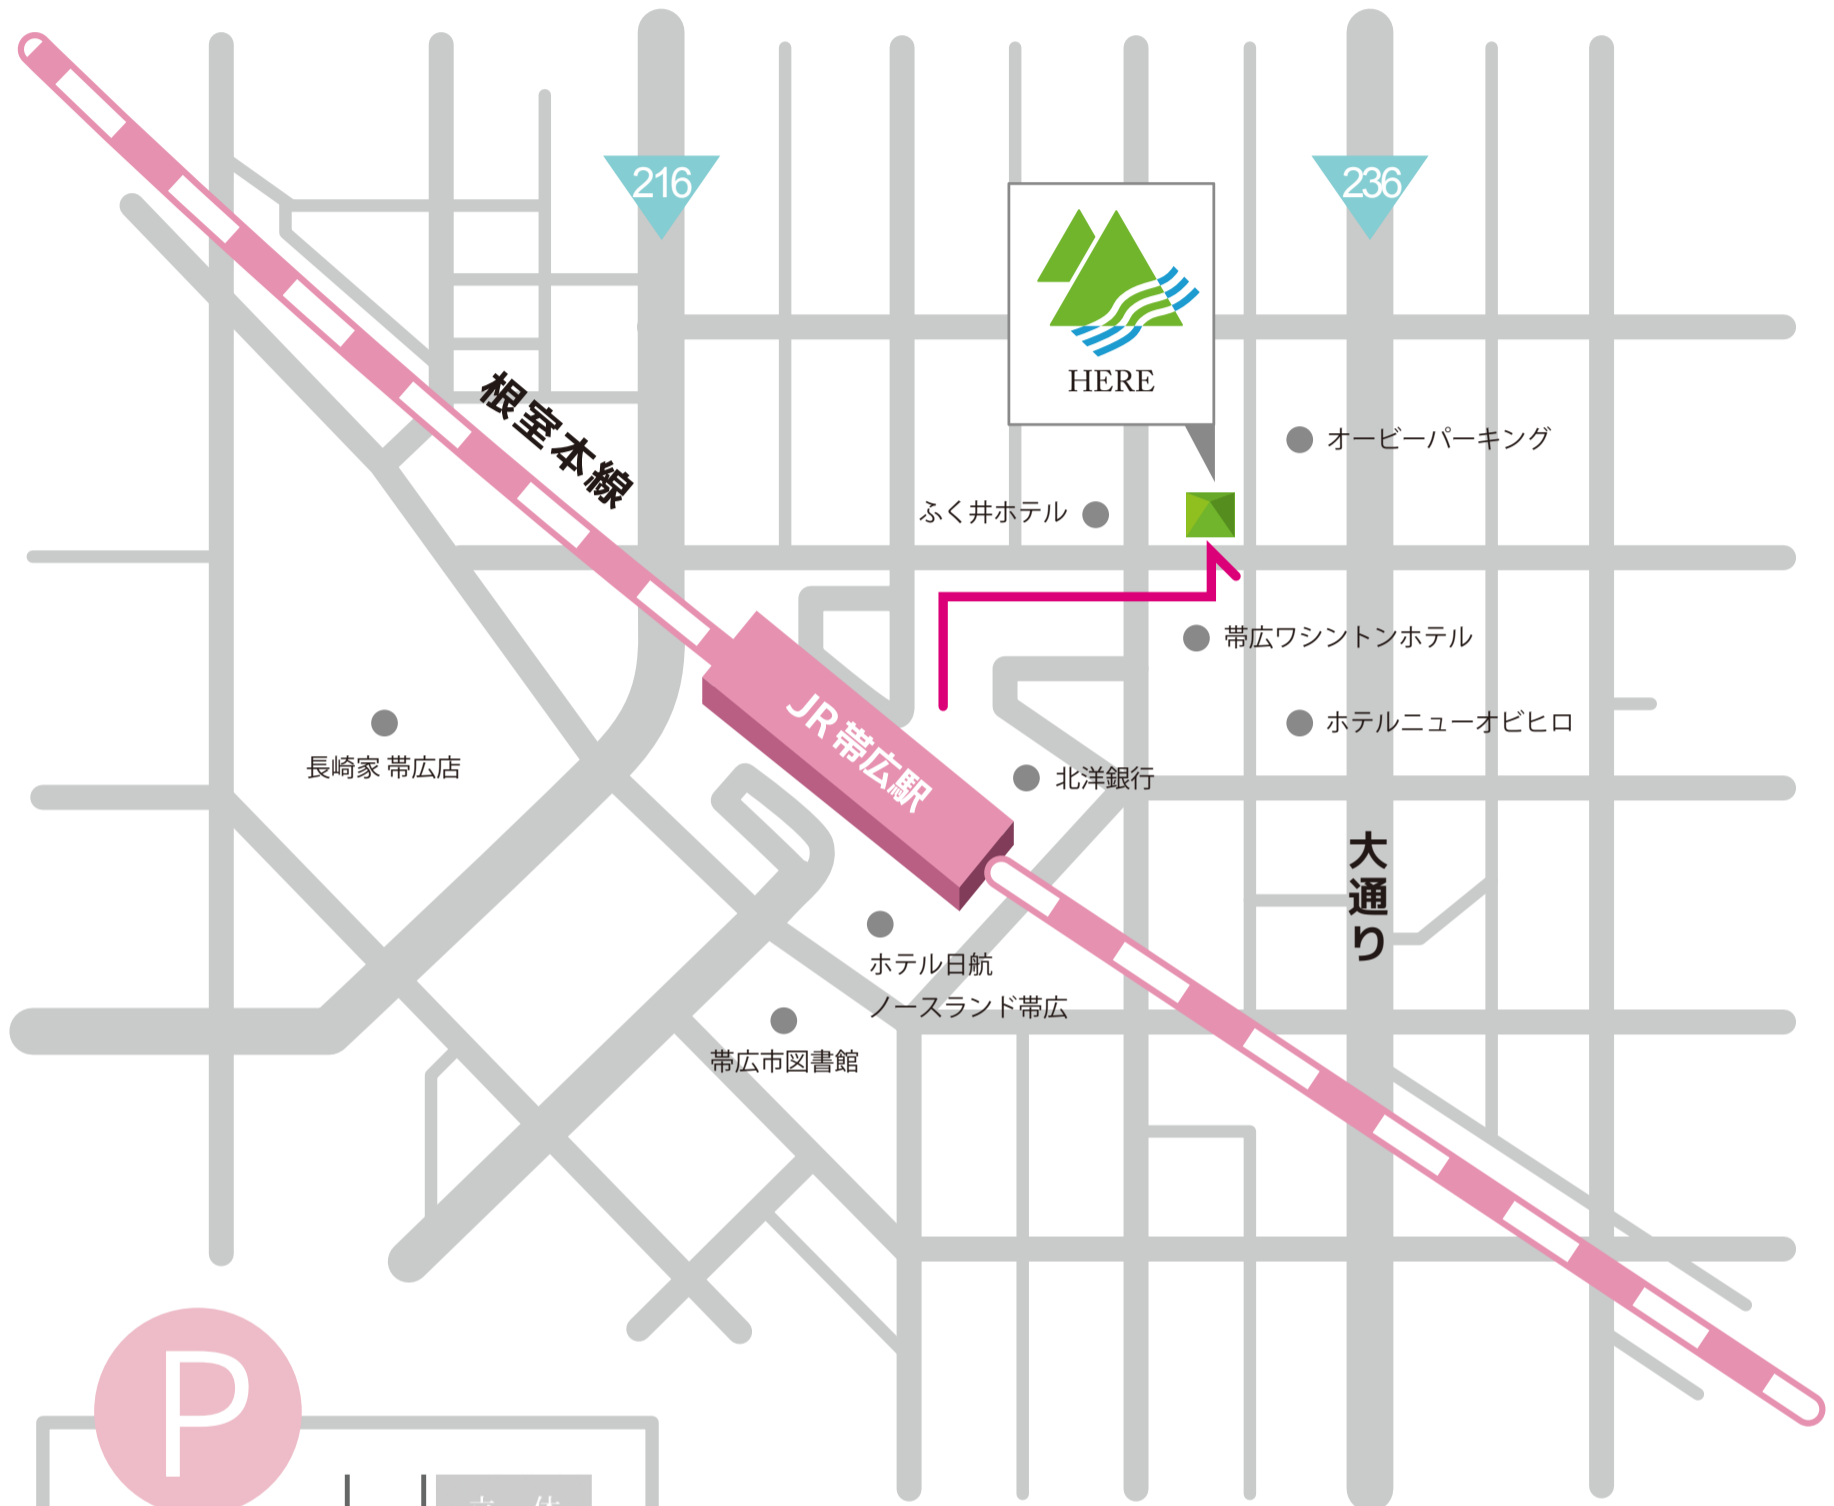 216
236
HERE
根室本線
オービーパーキング
ふく井ホテル
帯広ワシントンホテル
JR 帯広駅
ホテルニューオビヒロ
長崎家 帯広店
北洋銀行
大通り
ホテル日航
ノースランド帯広
帯広市図書館
P